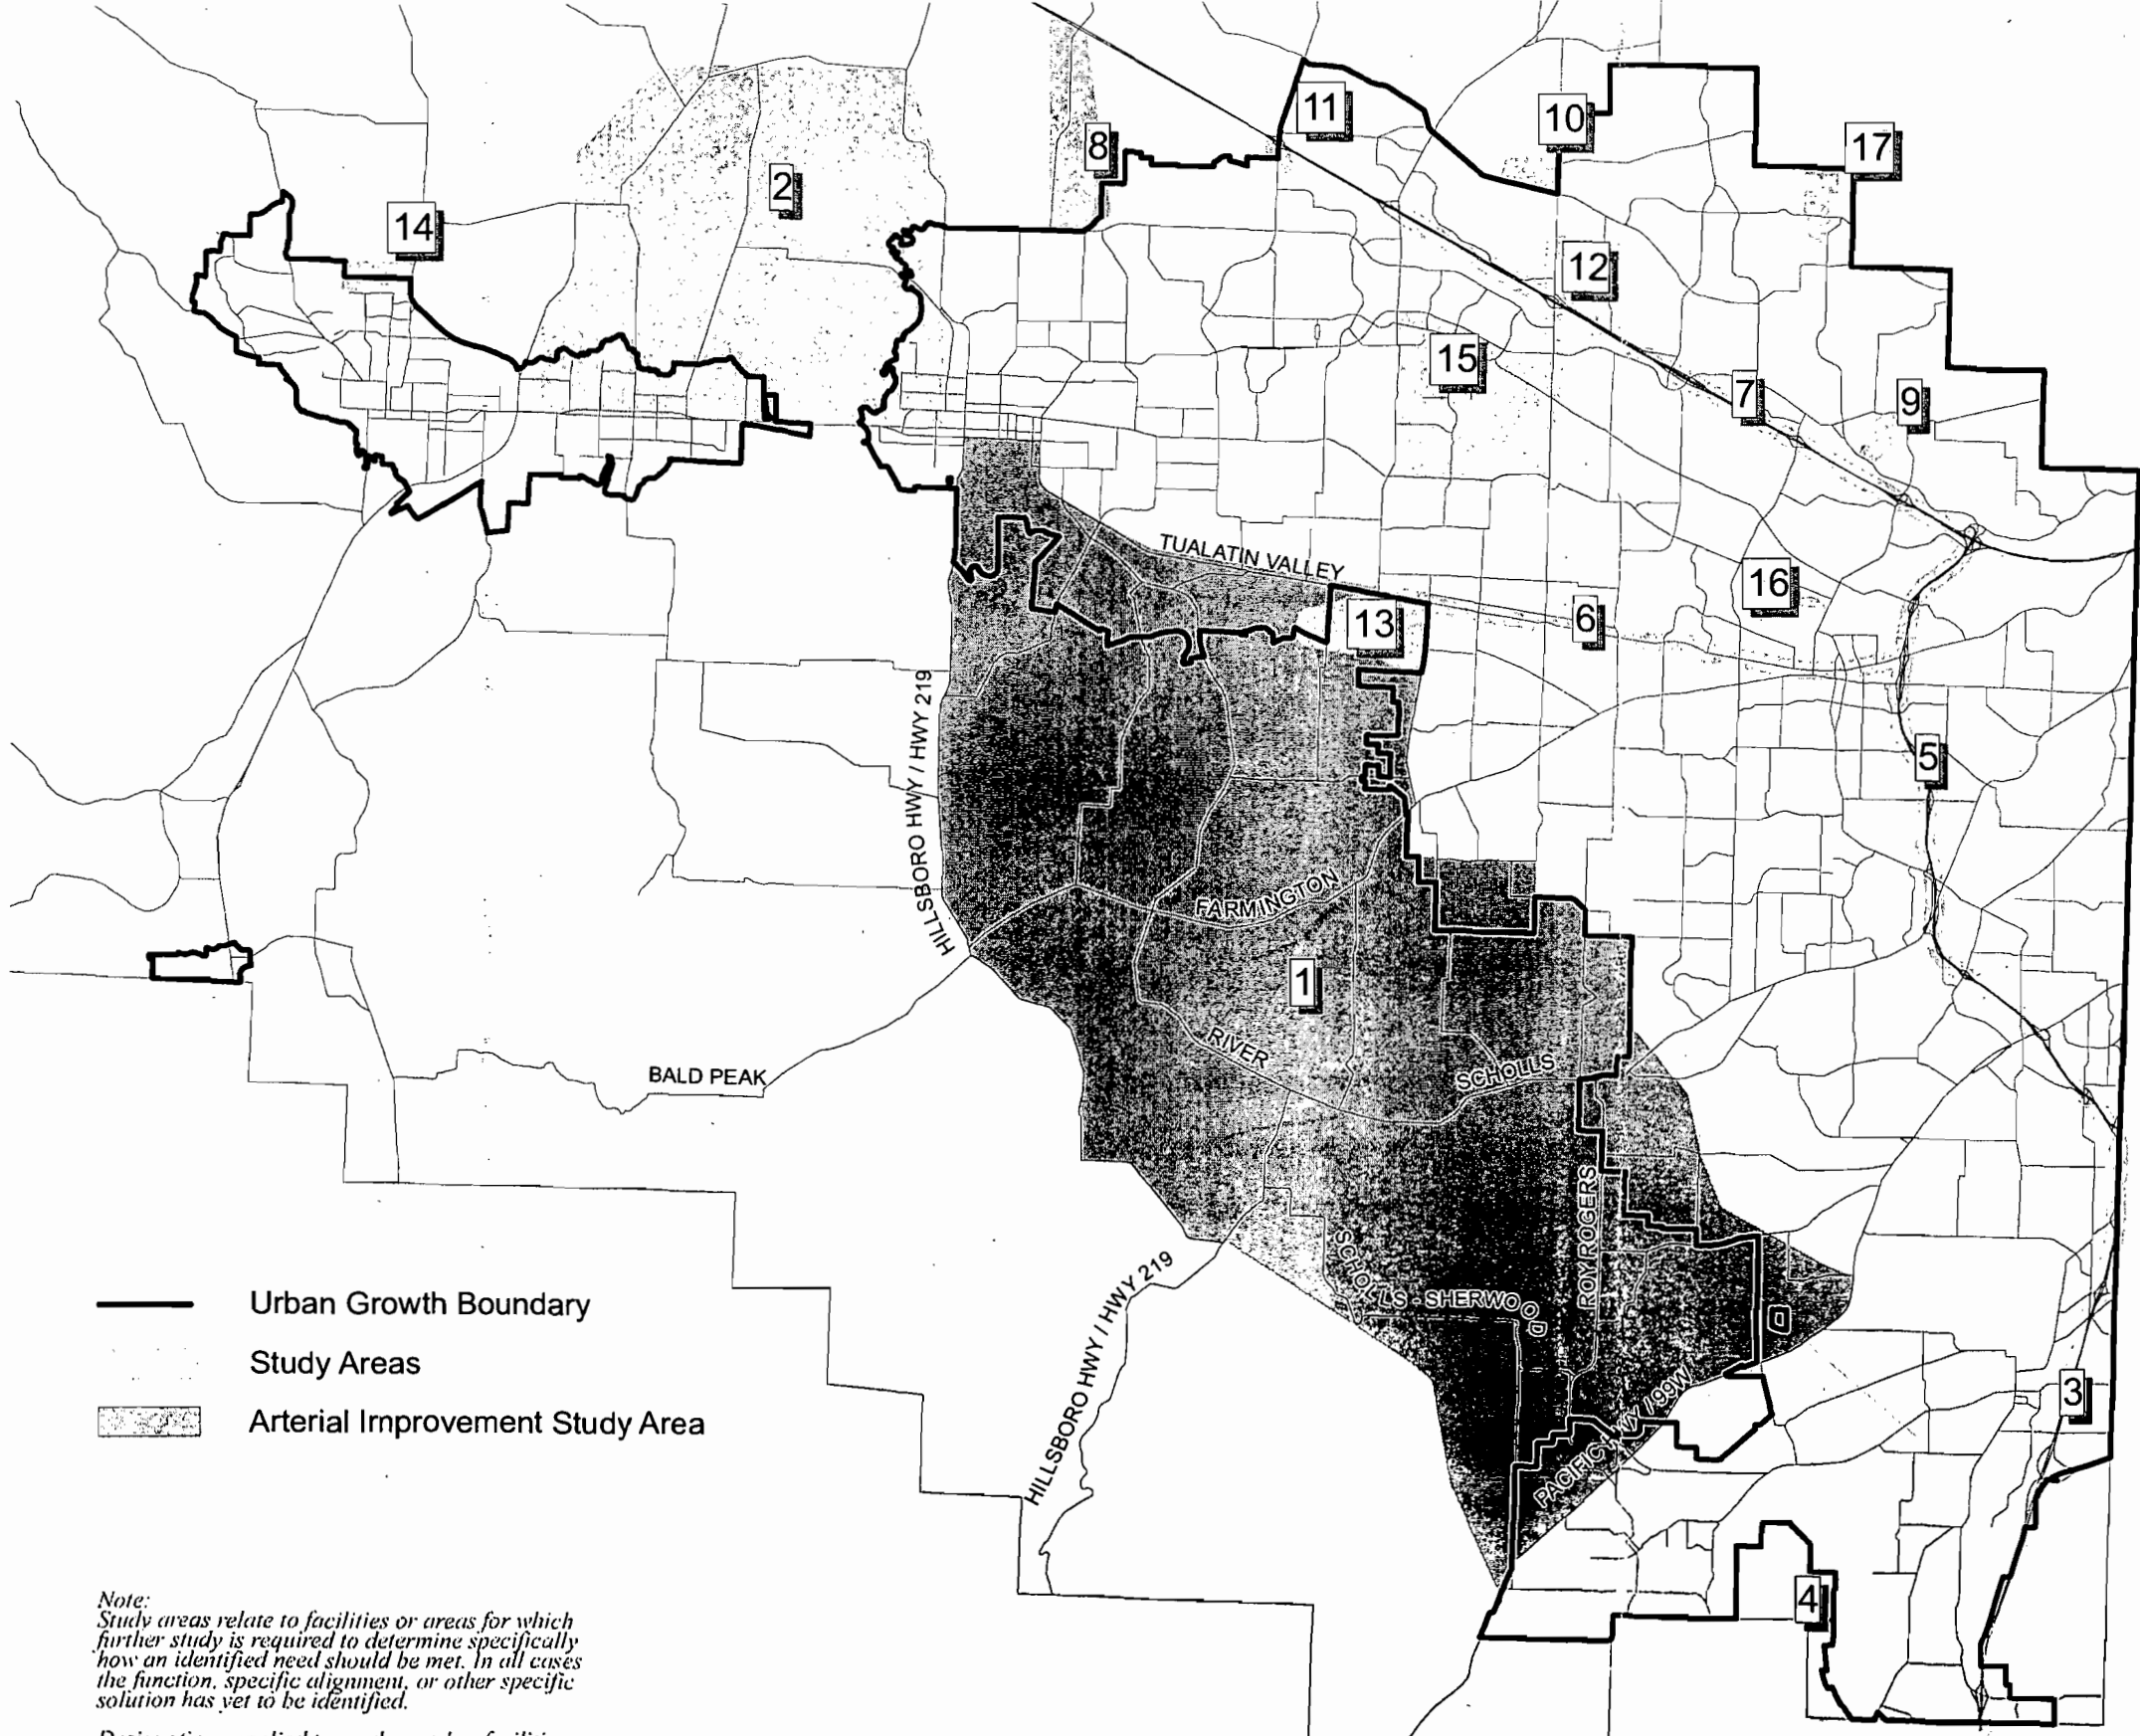 11
10
17
8
2
14
12
15
7
9
TUALATIN VALLEY
16
13
6
HILLSBORO HWY / HWY 219
5
FARMINGTON
1
RIVER
SCHOLLS
BALD PEAK
ROY ROGERS
SCHOLLS - SHERWOOD
HILLSBORO HWY / HWY 219
PACIFIC HWY / 99W
3
4
Urban Growth Boundary
Study Areas
Arterial Improvement Study Area
Note:
Study areas relate to facilities or areas for which
further study is required to determine specifically
how an identified need should be met. In all cases
the function, specific alignment, or other specific
solution has yet to be identified.